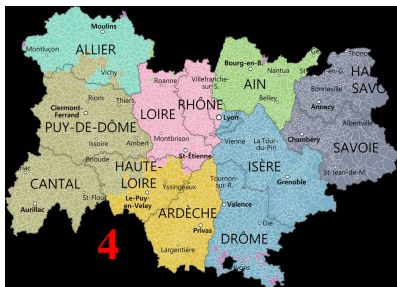 Moulins
Montluçon
ALLIER
Vichy
Bourg-en-B.
Nantua
AIN
Thonon
HA
SAVO
Bonneville
Annecy
Roanne
Villefranche-
sur-S.
Riom
Thiers
Clermont-
Ferrand
PUY-DE-DÔME
LOIRE
RHÔNE
Lyon
Belley
Albertville
Issoire
Ambert
Montbrison
Vienne
La Tour-
du-Pin
Chambéry
SAVOIE
Brioude
HAUTE-
LOIRE
St-Étienne
ISÈRE
St-Jean-de-M.
CANTAL
St-Flour
Yssingeaux
Tournon-
sur-R.
Grenoble
Aurillac
Le-Puy-
en-Velay
ARDÈCHE
Valence
Privas
Die
4
Largentière
DRÔME
Nyons